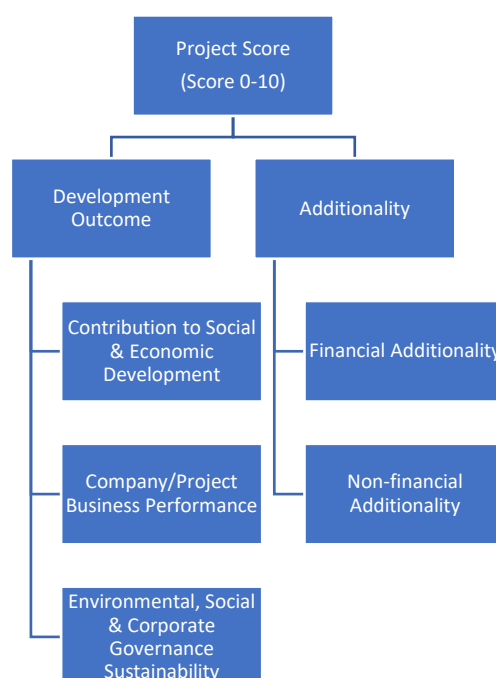 Project Score
(Score 0-10)
Development
Outcome
Additionality
Contribution to Social
& Economic
Development
Financial Additionality
Company/Project
Business Performance
Non-financial
Additionality
Environmental, Social
& Corporate
Governance
Sustainability